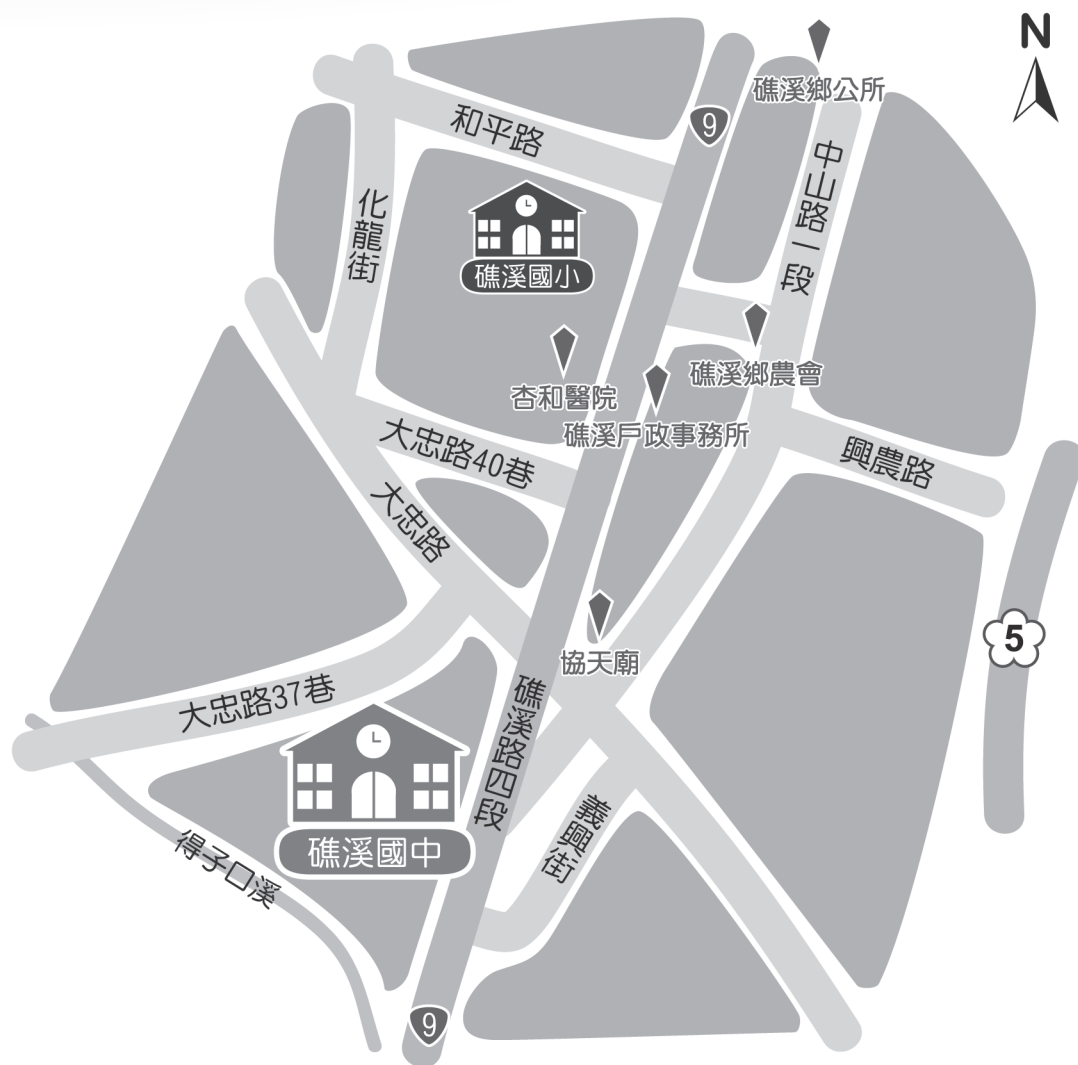 N
礁溪鄉公所
9
和平路
中山路一段
化龍街
礁溪國小
礁溪鄉農會
杏和醫院
礁溪戶政事務所
大忠路40巷
興農路
大忠路
5
協天廟
大忠路37巷
礁溪路四段
義興街
礁溪國中
得子口溪
9